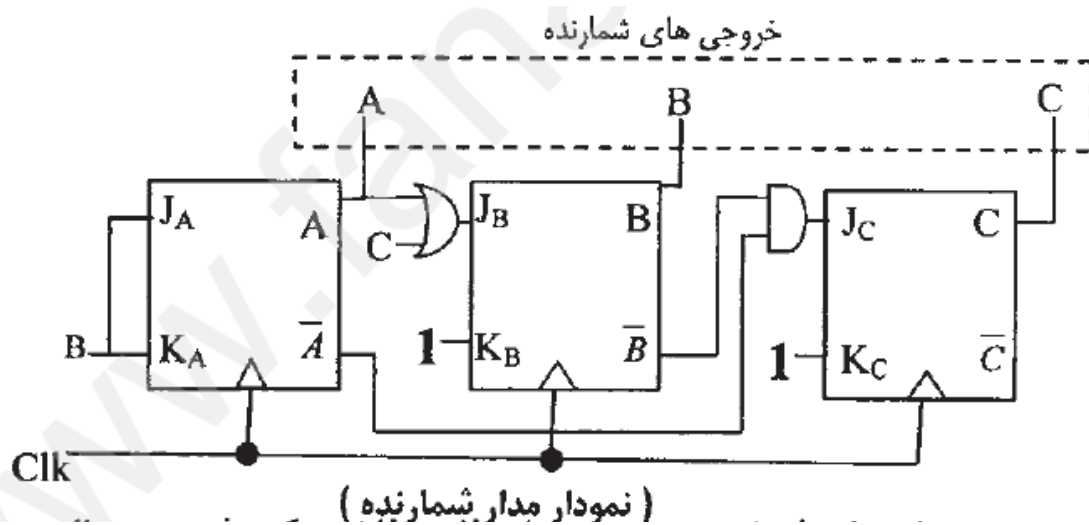 خروجی های شمارنده
A B C
J_A A J_B B J_C C
C
B K_A A̅ 1 K_B B̅ 1 K_C C̅
Clk
( نمودار مدار شمارنده )